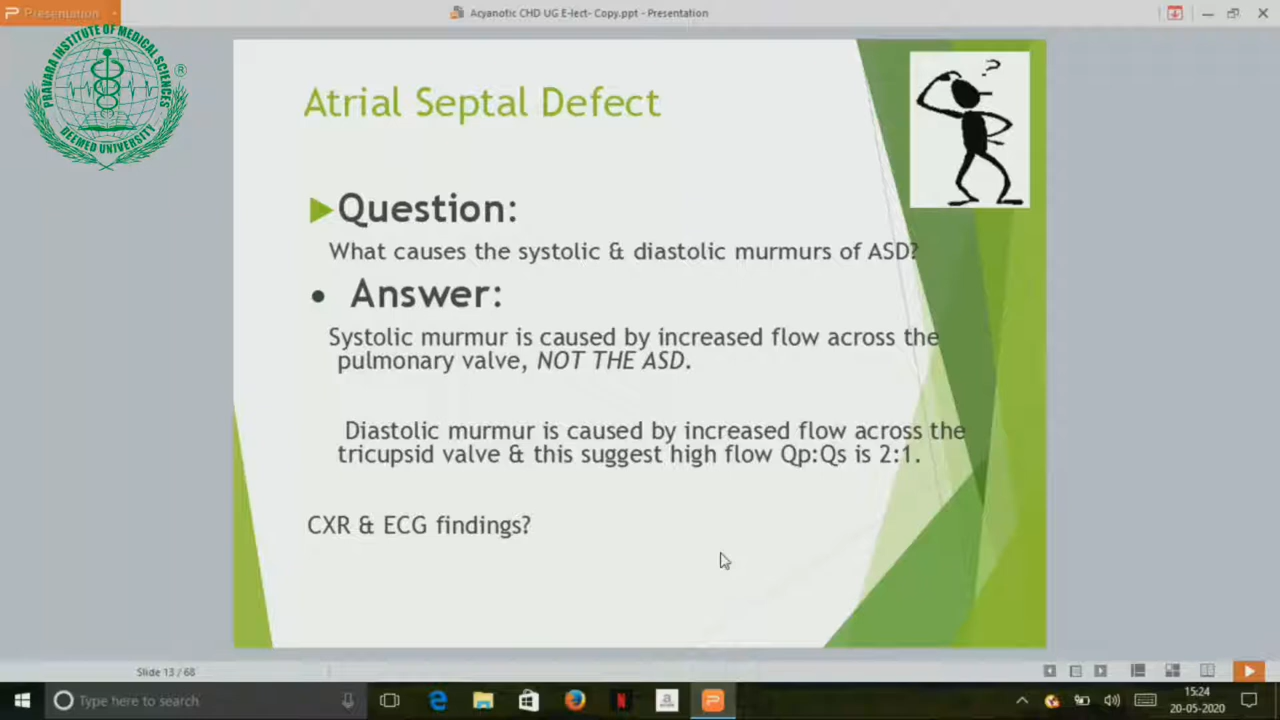 Presentation
Acyanotic CHD UG E-lect- Copy.ppt - Presentation
PRAVARA INSTITUTE OF MEDICAL SCIENCES
DEEMED UNIVERSITY
®
Atrial Septal Defect
?
Question:
What causes the systolic & diastolic murmurs of ASD?
• Answer:
Systolic murmur is caused by increased flow across the
pulmonary valve, NOT THE ASD.
Diastolic murmur is caused by increased flow across the
tricupsid valve & this suggest high flow Qp:Qs is 2:1.
CXR & ECG findings?
Slide 13 / 68
Type here to search
15:24
20-05-2020